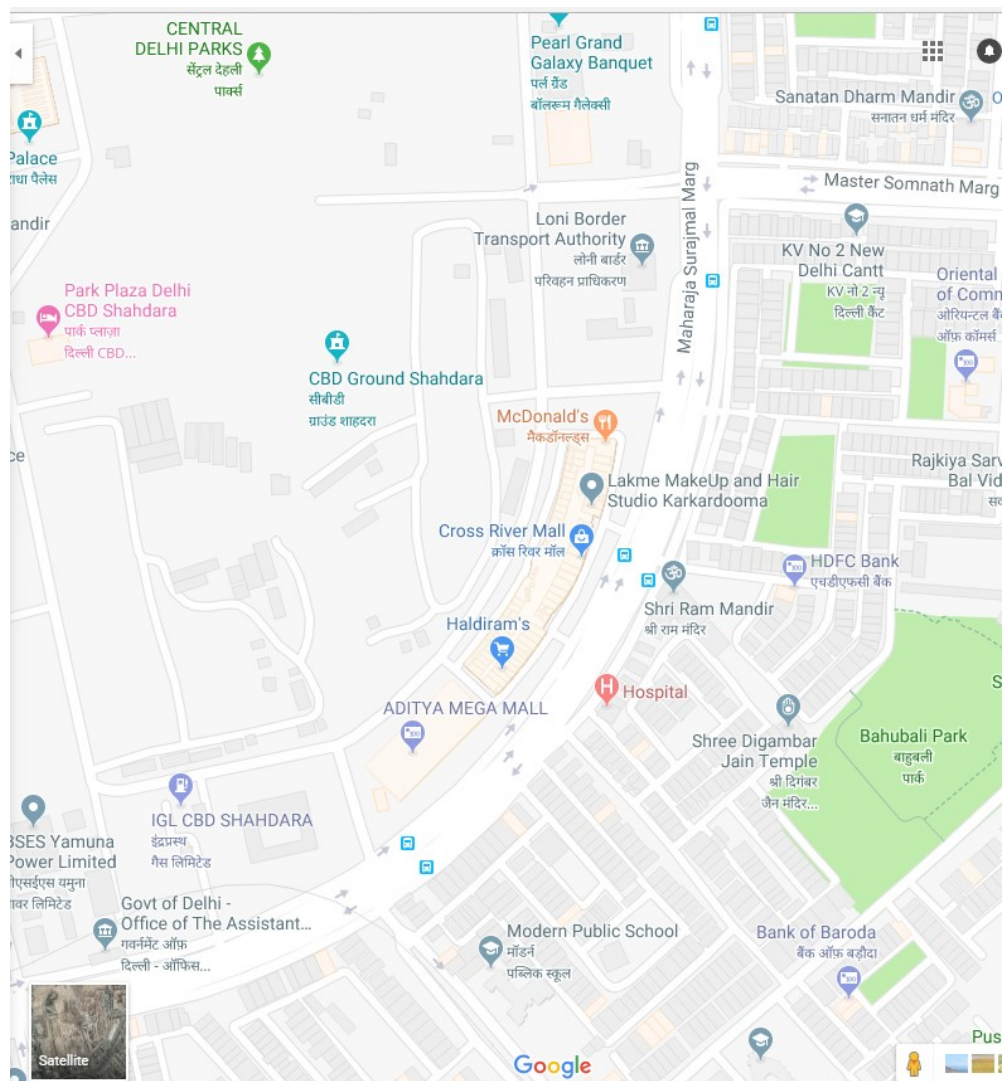 CENTRAL
DELHI PARKS
सेंट्रल देहली
पार्क्स
Pearl Grand
Galaxy Banquet
पर्ल ग्रैंड
बॉलरूम गैलेक्सी
Sanatan Dharm Mandir
सनातन धर्म मंदिर
Palace
राधा पैलेस
andir
Master Somnath Marg
Maharaja Surajmal Marg
Loni Border
Transport Authority
लोनी बार्डर
परिवहन प्राधिकरण
KV No 2 New
Delhi Cantt
KV नो 2 न्यू
दिल्ली कैंट
Oriental
of Comm
ओरियन्टल बैं
ऑफ़ कॉमर्स
Park Plaza Delhi
CBD Shahdara
पार्क प्लाज़ा
दिल्ली CBD...
CBD Ground Shahdara
सीबीडी
ग्राउंड शाहदरा
McDonald's
मैकडॉनल्ड्स
ce
Rajkiya Sarv
Bal Vid
Lakme MakeUp and Hair
Studio Karkardooma
Cross River Mall
क्रॉस रिवर मॉल
HDFC Bank
एचडीएफसी बैंक
Shri Ram Mandir
श्री राम मंदिर
Haldiram's
Hospital
ADITYA MEGA MALL
Shree Digambar
Jain Temple
श्री दिगंबर
जैन मंदिर...
S
Bahubali Park
बाहुबली
पार्क
IGL CBD SHAHDARA
इंद्रप्रस्थ
गैस लिमिटेड
BSES Yamuna
Power Limited
ीएसईएस यमुना
ावर लिमिटेड
Govt of Delhi -
Office of The Assistant...
गवर्नमेंट ऑफ़
दिल्ली - ऑफिस...
Modern Public School
मॉडर्न
पब्लिक स्कूल
Bank of Baroda
बैंक ऑफ़ बड़ौदा
Pus
Satellite
Google